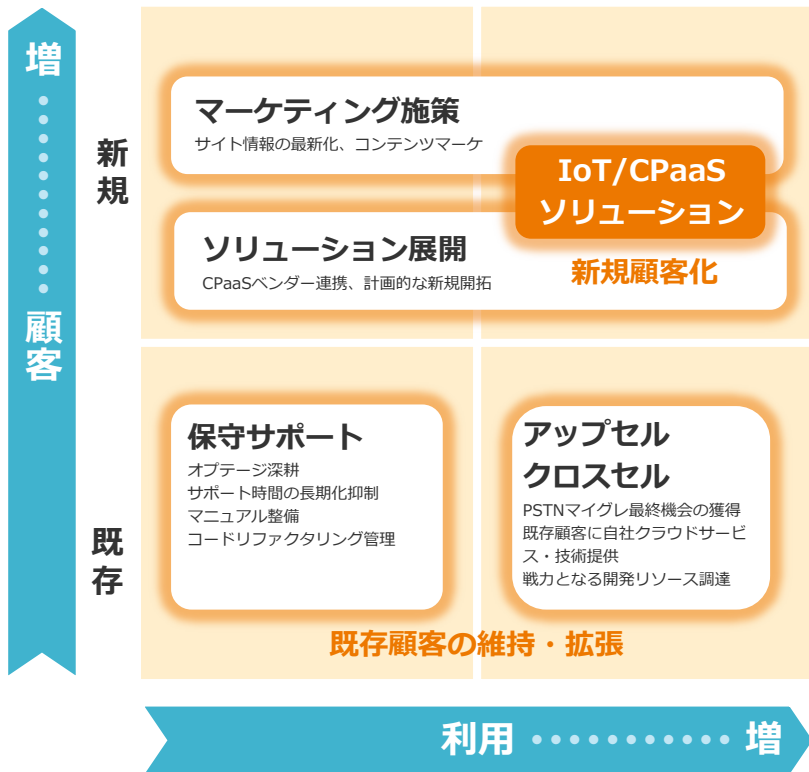 増
顧客
新規
マーケティング施策
サイト情報の最新化、コンテンツマーケ
IoT/CPaaS
ソリューション
ソリューション展開
CPaaSベンダー連携、計画的な新規開拓
新規顧客化
既存
保守サポート
オプテージ深耕
サポート時間の長期化抑制
マニュアル整備
コードリファクタリング管理
アップセル
クロスセル
PSTNマイグレ最終機会の獲得
既存顧客に自社クラウドサービ
ス・技術提供
戦力となる開発リソース調達
既存顧客の維持・拡張
利用 増